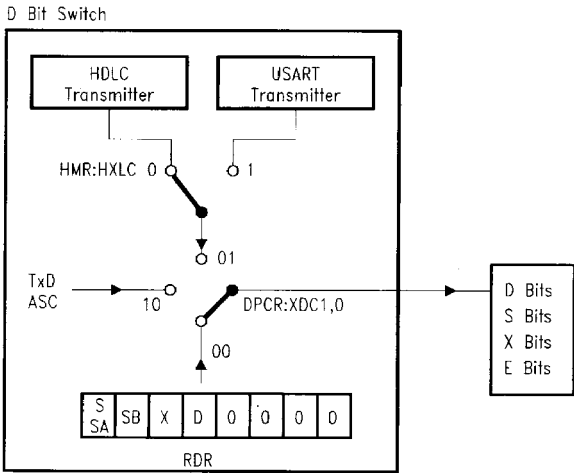 D Bit Switch
HDLC
Transmitter
USART
Transmitter
HMR:HXLC 0
1
01
TxD
ASC
10
DPCR:XDC1,0
00
D Bits
S Bits
X Bits
E Bits
S
SA
SB
X
D
0
0
0
0
RDR